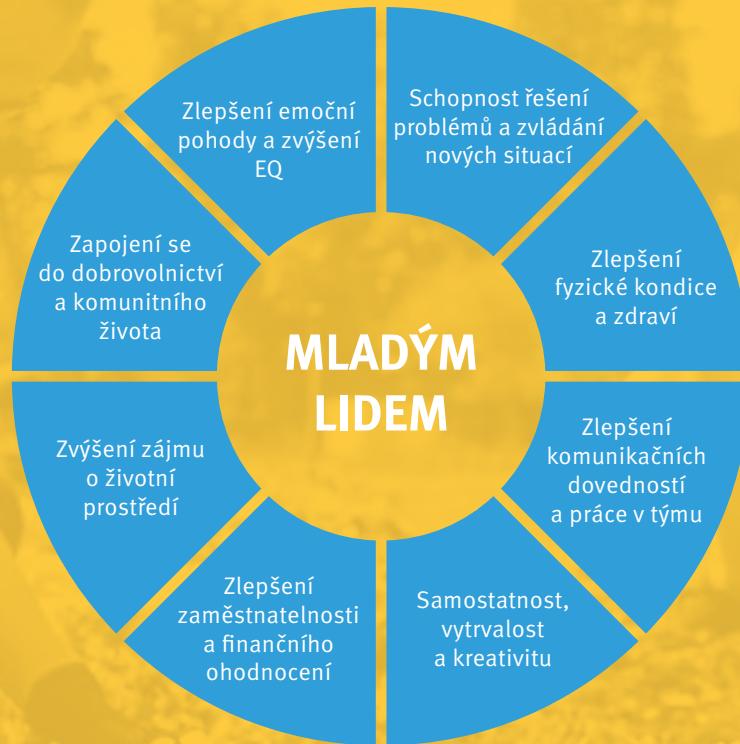 Zlepšení emoční
pohody a zvýšení
EQ
Schopnost řešení
problémů a zvládání
nových situací
Zapojení se
do dobrovolnictví
a komunitního
života
Zlepšení
fyzické kondice
a zdraví
MLADÝM
LIDEM
Zvýšení zájmu
o životní
prostředí
Zlepšení
komunikačních
dovedností
a práce v týmu
Zlepšení
zaměstnatelnosti
a finančního
ohodnocení
Samostatnost,
vytrvalost
a kreativitu